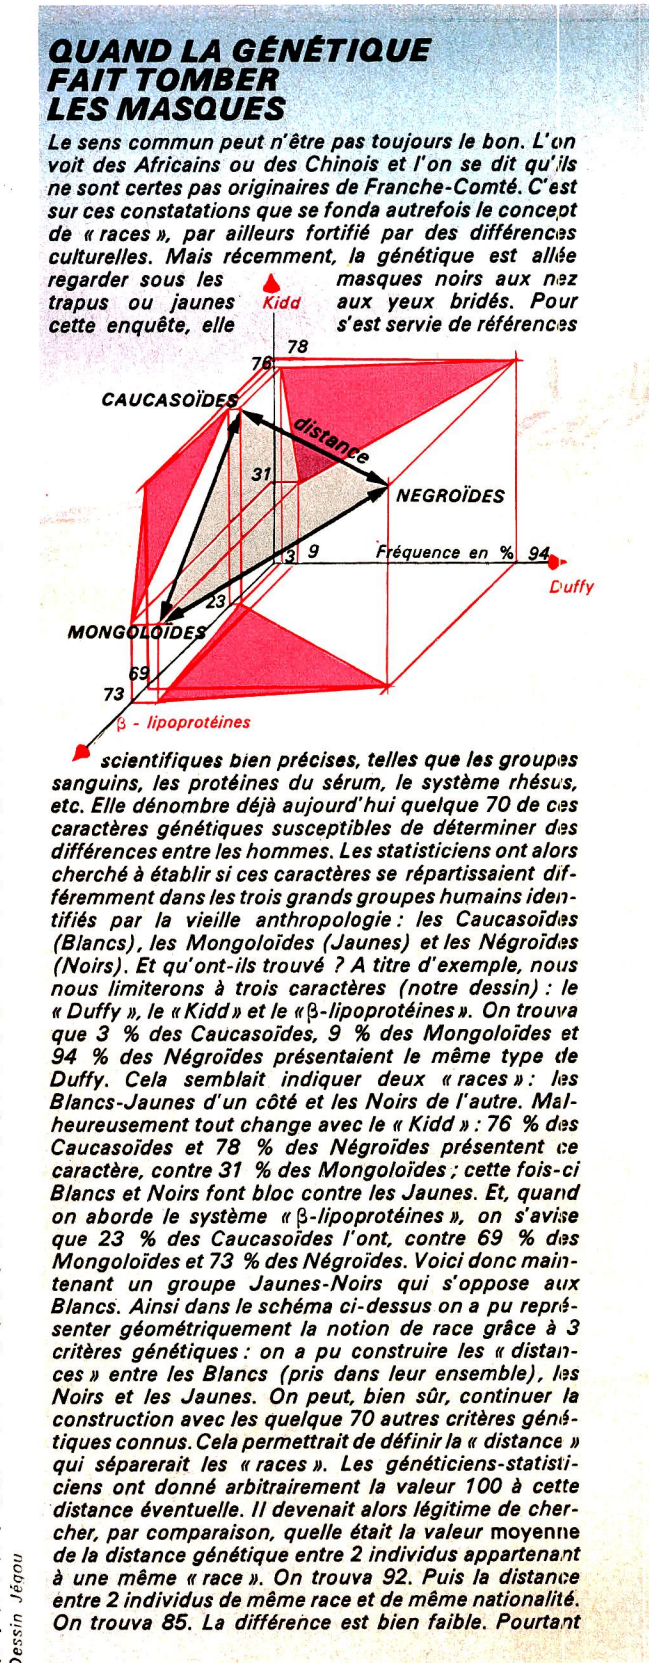 QUAND LA GÉNÉTIQUE
FAIT TOMBER
LES MASQUES
Le sens commun peut n'être pas toujours le bon. L'on
voit des Africains ou des Chinois et l'on se dit qu'ils
ne sont certes pas originaires de Franche-Comté. C'est
sur ces constatations que se fonda autrefois le concept
de « races », par ailleurs fortifié par des différences
culturelles. Mais récemment, la génétique est allée
regarder sous les masques noirs aux nez
trapus ou jaunes aux yeux bridés. Pour
cette enquête, elle s'est servie de références
Kidd
78
76
CAUCASOÏDES
distance
31
NEGROÏDES
3 9 Fréquence en % 94
Duffy
23
MONGOLOÏDES
69
73
β - lipoprotéines
scientifiques bien précises, telles que les groupes
sanguins, les protéines du sérum, le système rhésus,
etc. Elle dénombre déjà aujourd'hui quelque 70 de ces
caractères génétiques susceptibles de déterminer des
différences entre les hommes. Les statisticiens ont alors
cherché à établir si ces caractères se répartissaient dif-
féremment dans les trois grands groupes humains iden-
tifiés par la vieille anthropologie : les Caucasoïdes
(Blancs), les Mongoloïdes (Jaunes) et les Négroïdes
(Noirs). Et qu'ont-ils trouvé ? A titre d'exemple, nous
nous limiterons à trois caractères (notre dessin) : le
« Duffy », le « Kidd » et le « β-lipoprotéines ». On trouva
que 3 % des Caucasoïdes, 9 % des Mongoloïdes et
94 % des Négroïdes présentaient le même type de
Duffy. Cela semblait indiquer deux « races » : les
Blancs-Jaunes d'un côté et les Noirs de l'autre. Mal-
heureusement tout change avec le « Kidd » : 76 % des
Caucasoïdes et 78 % des Négroïdes présentent ce
caractère, contre 31 % des Mongoloïdes ; cette fois-ci
Blancs et Noirs font bloc contre les Jaunes. Et, quand
on aborde le système « β-lipoprotéines », on s'avise
que 23 % des Caucasoïdes l'ont, contre 69 % des
Mongoloïdes et 73 % des Négroïdes. Voici donc main-
tenant un groupe Jaunes-Noirs qui s'oppose aux
Blancs. Ainsi dans le schéma ci-dessus on a pu repré-
senter géométriquement la notion de race grâce à 3
critères génétiques : on a pu construire les « distan-
ces » entre les Blancs (pris dans leur ensemble), les
Noirs et les Jaunes. On peut, bien sûr, continuer la
construction avec les quelque 70 autres critères géné-
tiques connus. Cela permettrait de définir la « distance »
qui séparerait les « races ». Les généticiens-statisti-
ciens ont donné arbitrairement la valeur 100 à cette
distance éventuelle. Il devenait alors légitime de cher-
cher, par comparaison, quelle était la valeur moyenne
de la distance génétique entre 2 individus appartenant
à une même « race ». On trouva 92. Puis la distance
entre 2 individus de même race et de même nationalité.
On trouva 85. La différence est bien faible. Pourtant
Dessin Jégou